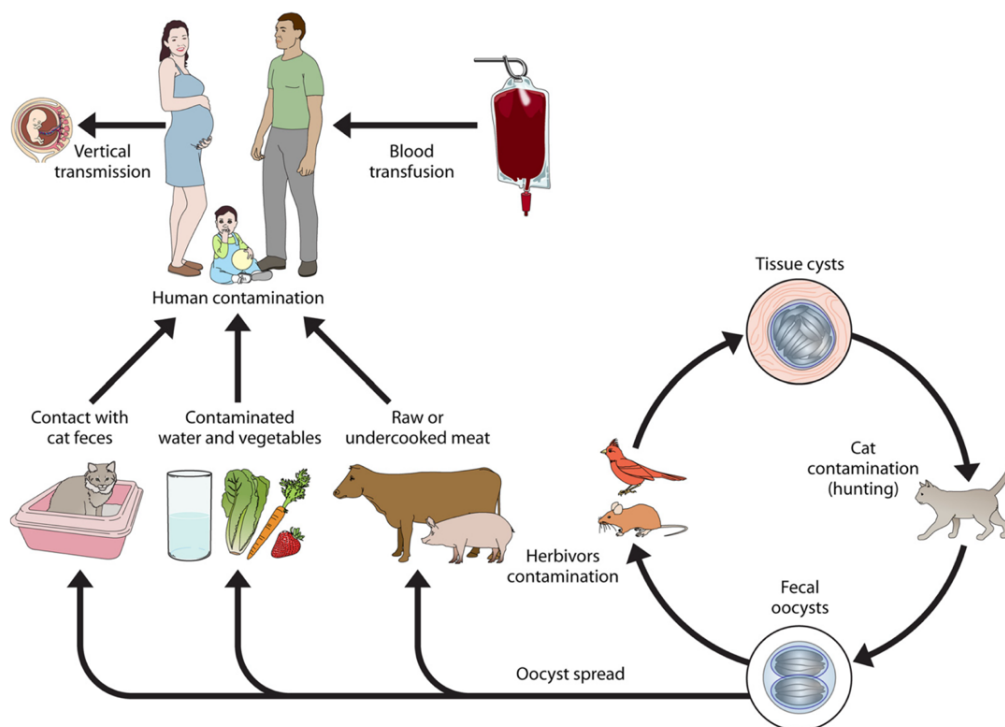 Vertical
transmission
Blood
transfusion
Human contamination
Tissue cysts
Contact with
cat feces
Contaminated
water and vegetables
Raw or
undercooked meat
Cat
contamination
(hunting)
Herbivors
contamination
Fecal
oocysts
Oocyst spread